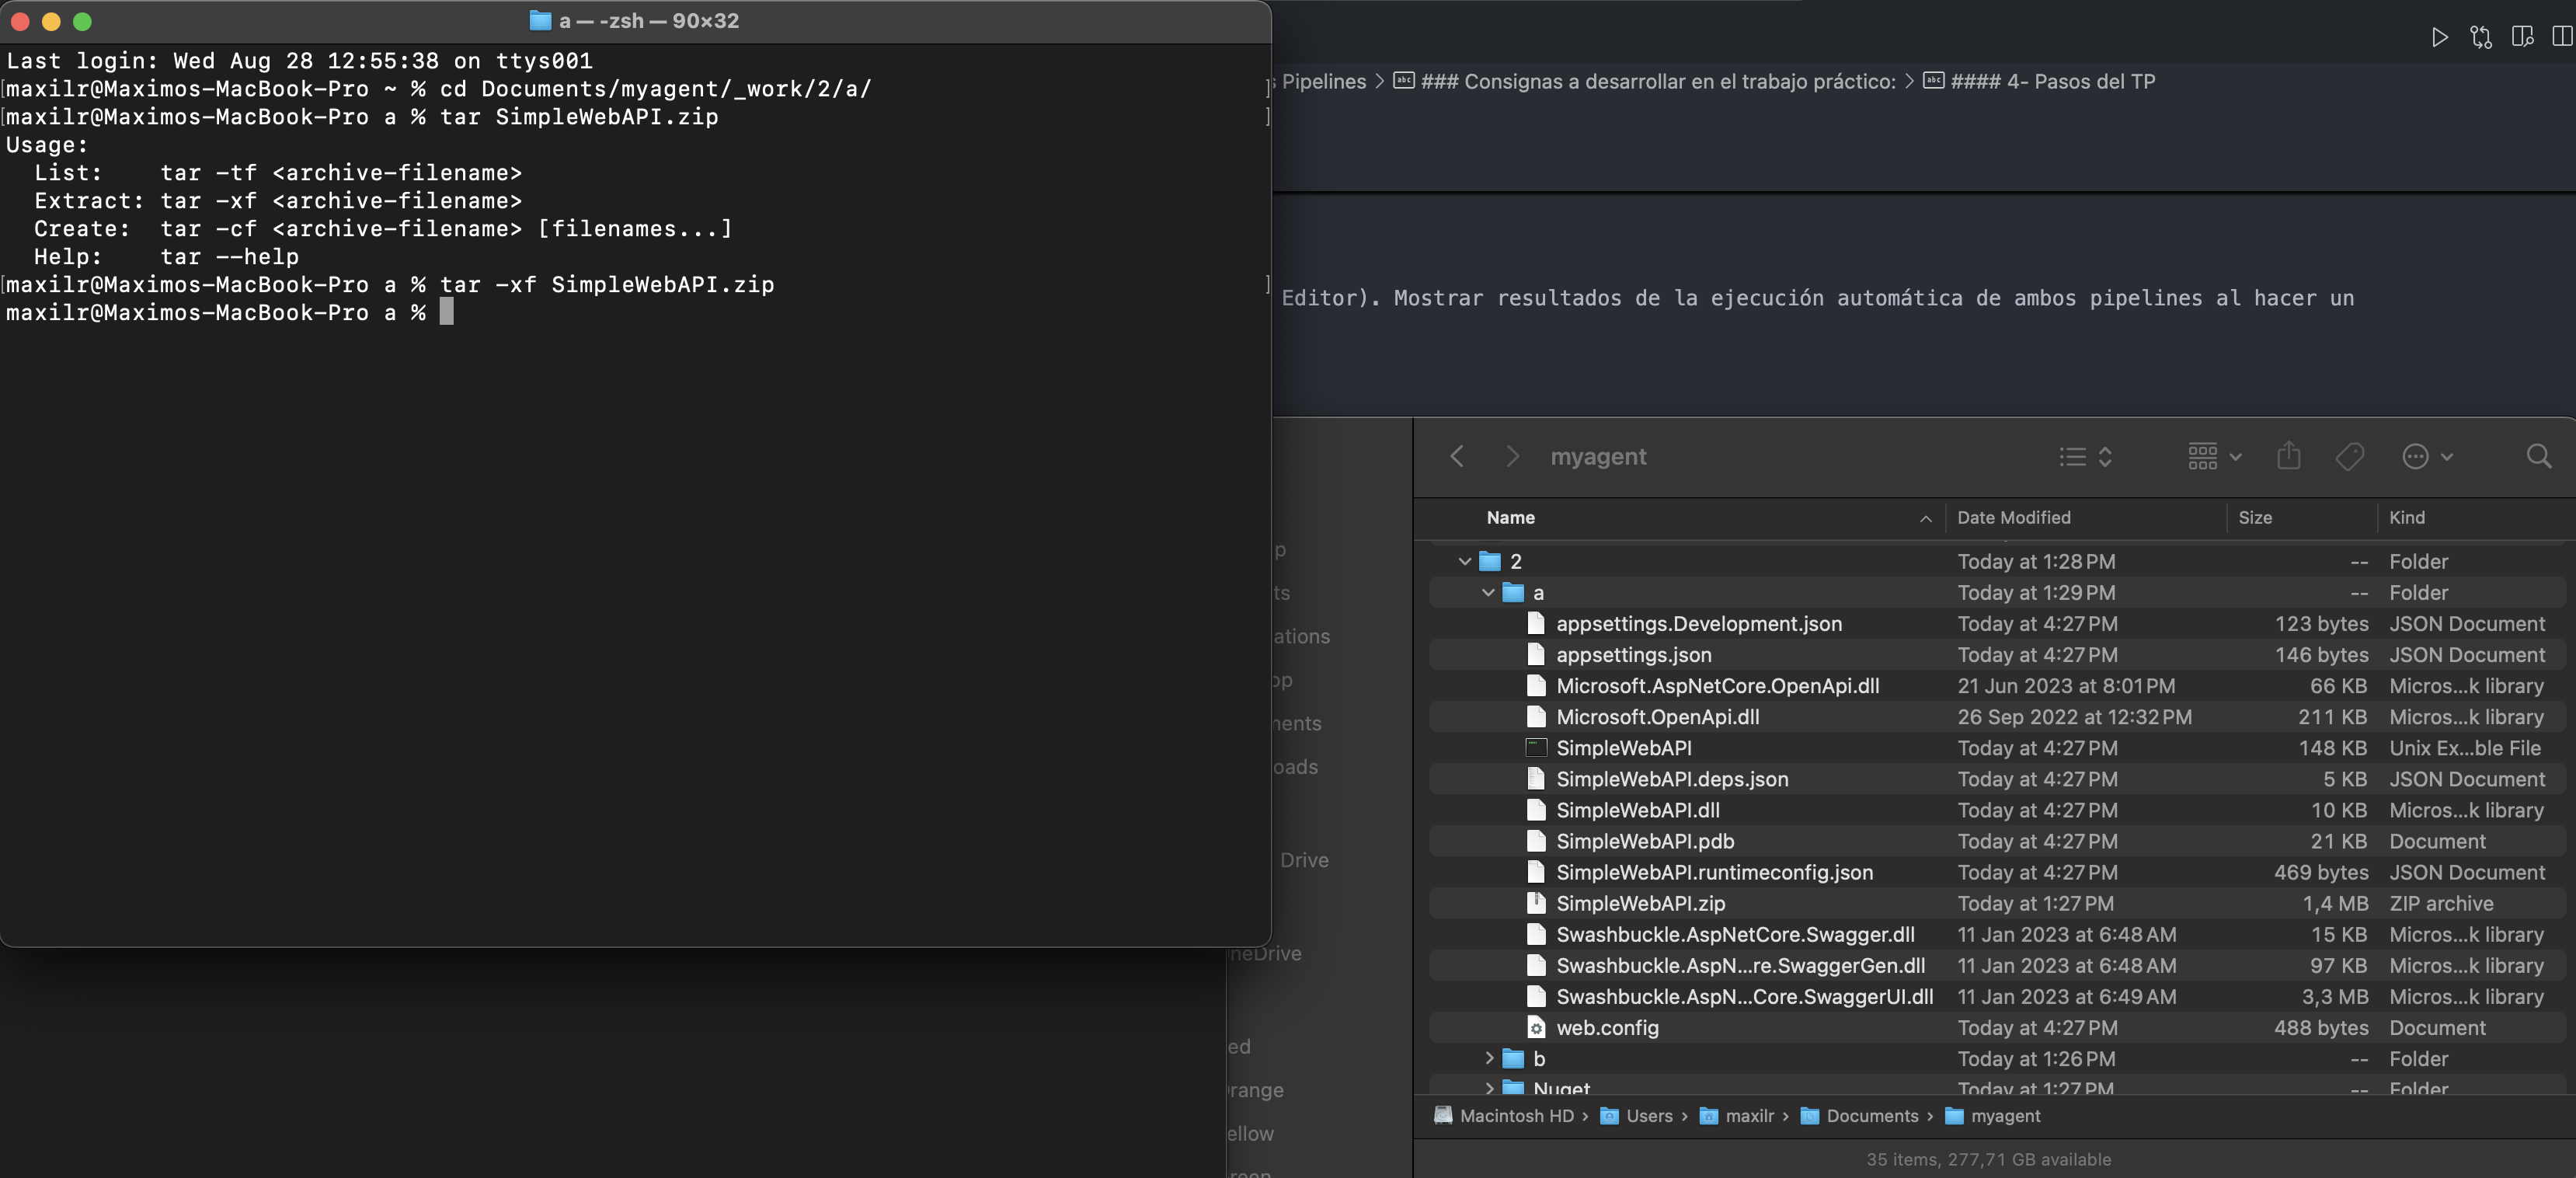 a — -zsh — 90×32
Last login: Wed Aug 28 12:55:38 on ttys001
[maxilr@Maximos-MacBook-Pro ~ % cd Documents/myagent/_work/2/a/ ]
[maxilr@Maximos-MacBook-Pro a % tar SimpleWebAPI.zip ]
Usage:
List: tar -tf <archive-filename>
Extract: tar -xf <archive-filename>
Create: tar -cf <archive-filename> [filenames...]
Help: tar --help
[maxilr@Maximos-MacBook-Pro a % tar -xf SimpleWebAPI.zip ]
maxilr@Maximos-MacBook-Pro a %
s Pipelines > abc ### Consignas a desarrollar en el trabajo práctico: > abc #### 4- Pasos del TP
Editor). Mostrar resultados de la ejecución automática de ambos pipelines al hacer un
p
ts
ations
op
ments
oads
Drive
neDrive
ed
range
ellow
myagent
Name Date Modified Size Kind
2 Today at 1:28 PM -- Folder
a Today at 1:29 PM -- Folder
appsettings.Development.json Today at 4:27 PM 123 bytes JSON Document
appsettings.json Today at 4:27 PM 146 bytes JSON Document
Microsoft.AspNetCore.OpenApi.dll 21 Jun 2023 at 8:01 PM 66 KB Micros...k library
Microsoft.OpenApi.dll 26 Sep 2022 at 12:32 PM 211 KB Micros...k library
SimpleWebAPI Today at 4:27 PM 148 KB Unix Ex...ble File
SimpleWebAPI.deps.json Today at 4:27 PM 5 KB JSON Document
SimpleWebAPI.dll Today at 4:27 PM 10 KB Micros...k library
SimpleWebAPI.pdb Today at 4:27 PM 21 KB Document
SimpleWebAPI.runtimeconfig.json Today at 4:27 PM 469 bytes JSON Document
SimpleWebAPI.zip Today at 1:27 PM 1,4 MB ZIP archive
Swashbuckle.AspNetCore.Swagger.dll 11 Jan 2023 at 6:48 AM 15 KB Micros...k library
Swashbuckle.AspN...re.SwaggerGen.dll 11 Jan 2023 at 6:48 AM 97 KB Micros...k library
Swashbuckle.AspN...Core.SwaggerUI.dll 11 Jan 2023 at 6:49 AM 3,3 MB Micros...k library
web.config Today at 4:27 PM 488 bytes Document
b Today at 1:26 PM -- Folder
Nuget Today at 1:27 PM -- Folder
Macintosh HD > Users > maxilr > Documents > myagent
35 items, 277,71 GB available